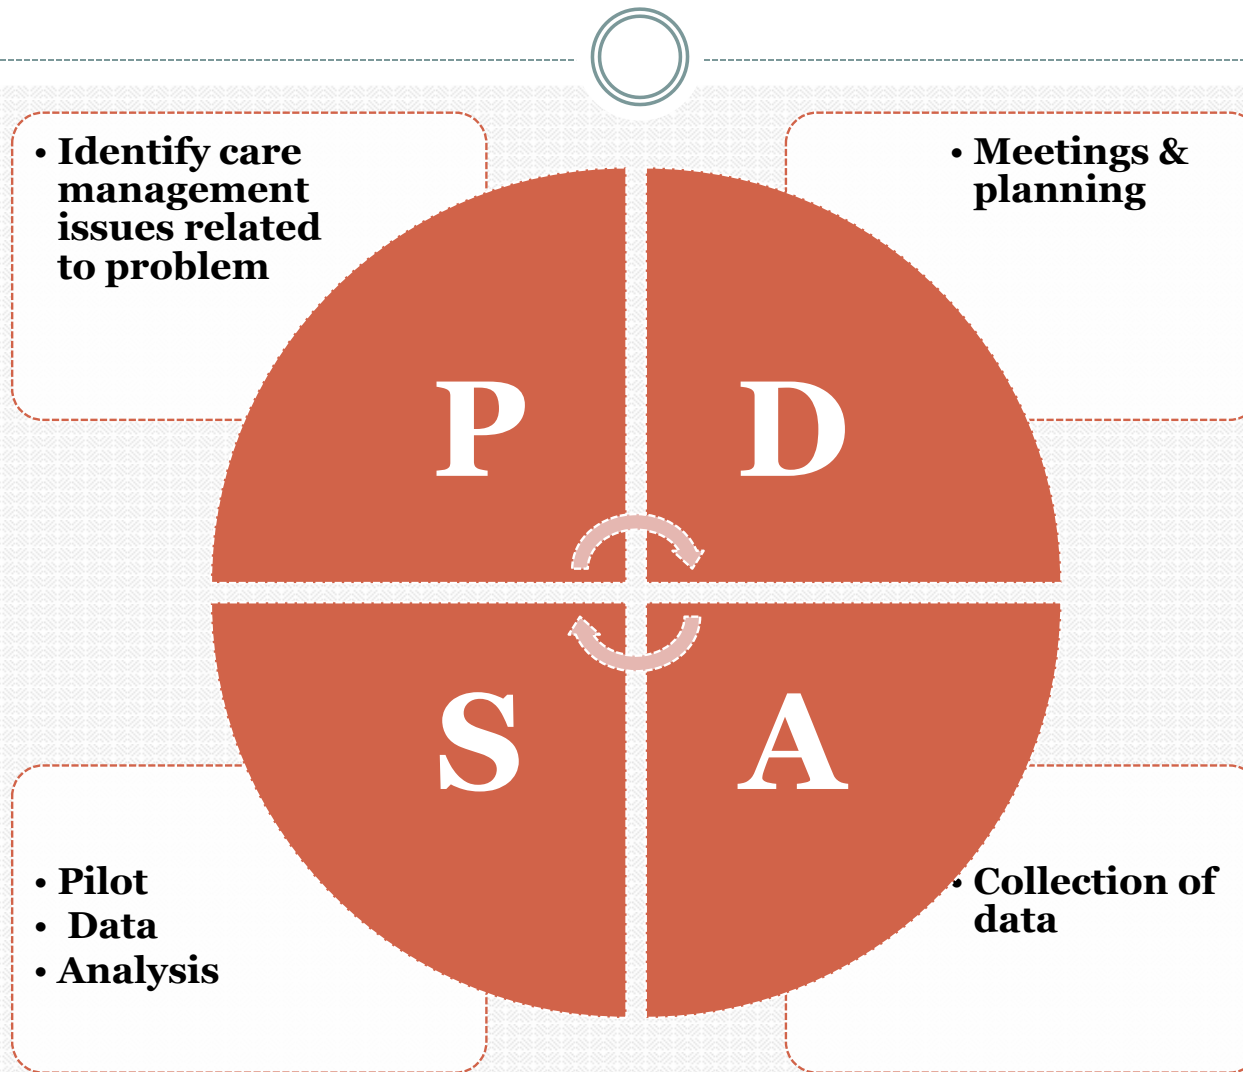 • Identify care
management
issues related
to problem
• Meetings &
planning
P
D
S
A
• Pilot
• Data
• Analysis
• Collection of
data